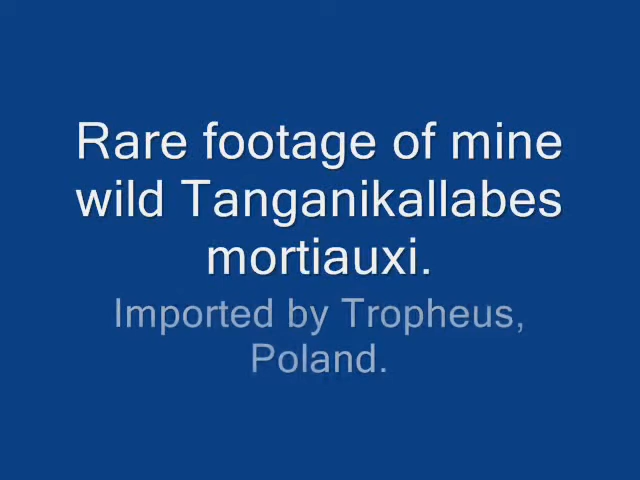 Rare footage of mine
wild Tanganikallabes
mortiauxi.
Imported by Tropheus,
Poland.